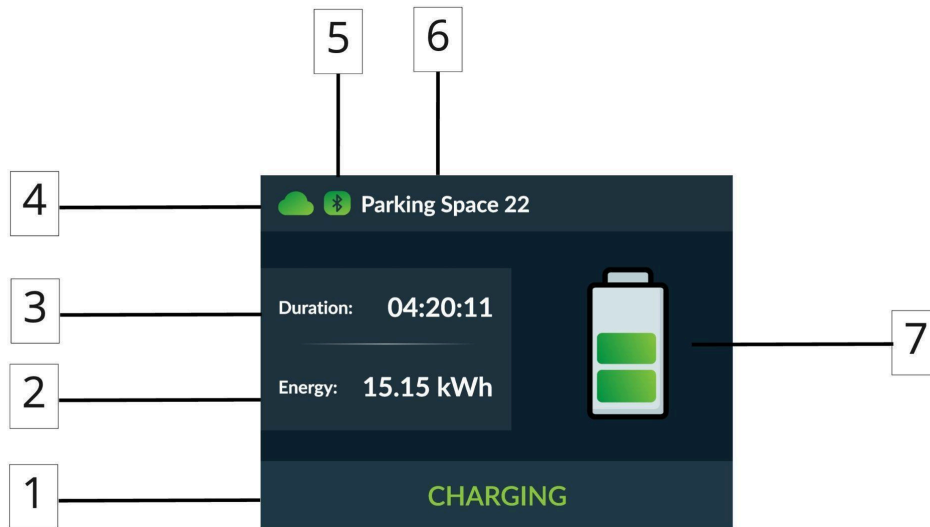 5
6
4
Parking Space 22
3
Duration: 04:20:11
7
2
Energy: 15.15 kWh
1
CHARGING